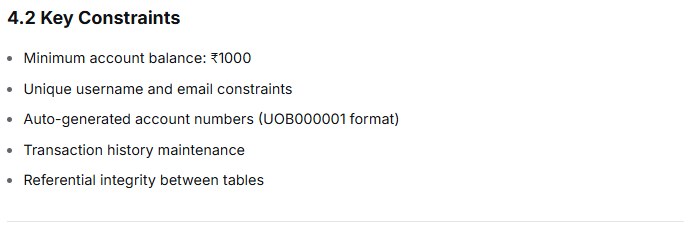 4.2 Key Constraints
• Minimum account balance: ₹1000
• Unique username and email constraints
• Auto-generated account numbers (UOB000001 format)
• Transaction history maintenance
• Referential integrity between tables